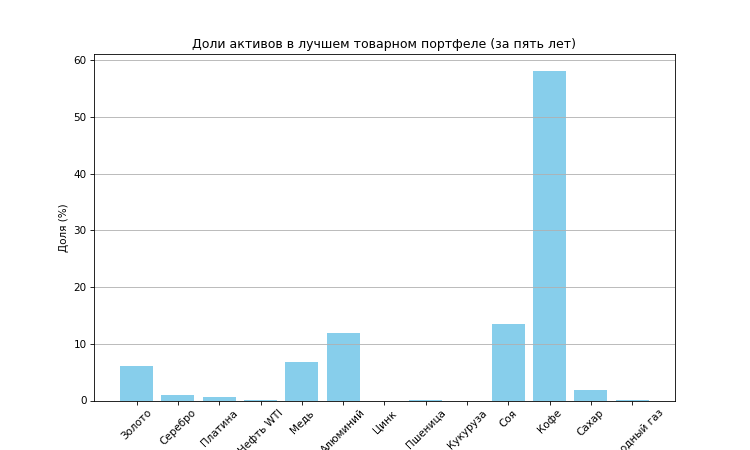 Доли активов в лучшем товарном портфеле (за пять лет)
Доля (%)
60
50
40
30
20
10
0
Золото
Серебро
Платина
Нефть WTI
Медь
Алюминий
Цинк
Пшеница
Кукуруза
Соя
Кофе
Сахар
газ